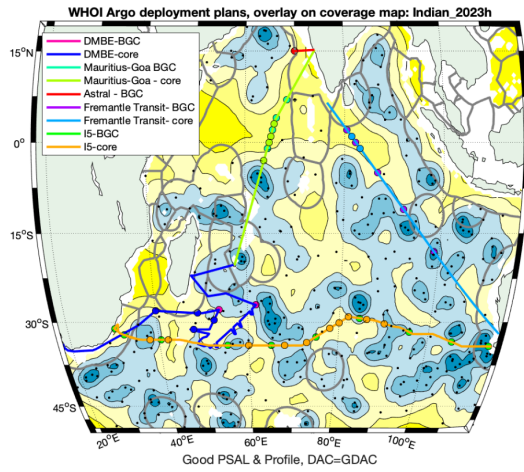 WHOI Argo deployment plans, overlay on coverage map: Indian_2023h
DMBE-BGC
DMBE-core
Mauritius-Goa BGC
Mauritius-Goa - core
Astral - BGC
Fremantle Transit- BGC
Fremantle Transit- core
I5-BGC
I5-core
15°N
0°
15°S
30°S
45°S
20°E
40°E
60°E
80°E
100°E
Good PSAL & Profile, DAC=GDAC